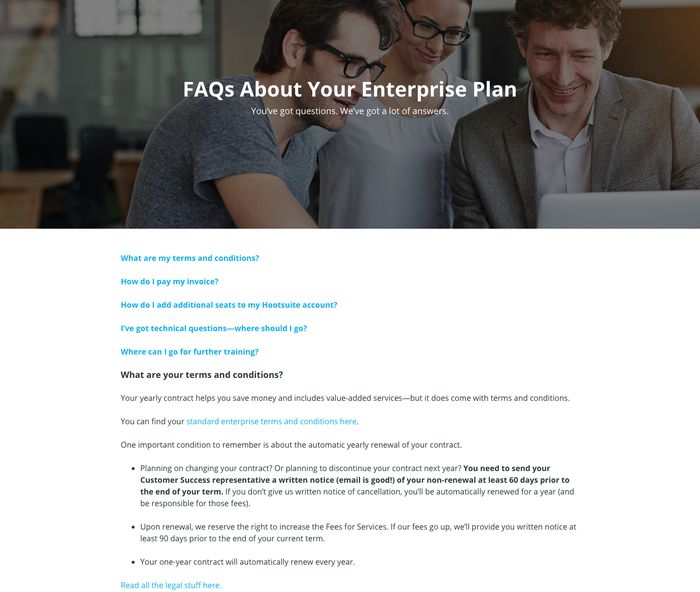 FAQs About Your Enterprise Plan
You've got questions. We've got a lot of answers.
What are my terms and conditions?
How do I pay my invoice?
How do I add additional seats to my Hootsuite account?
I've got technical questions—where should I go?
Where can I go for further training?
What are your terms and conditions?
Your yearly contract helps you save money and includes value-added services—but it does come with terms and conditions.
You can find your standard enterprise terms and conditions here.
One important condition to remember is about the automatic yearly renewal of your contract.
• Planning on changing your contract? Or planning to discontinue your contract next year? You need to send your
Customer Success representative a written notice (email is good!) of your non-renewal at least 60 days prior to
the end of your term. If you don't give us written notice of cancellation, you'll be automatically renewed for a year (and
be responsible for those fees).
• Upon renewal, we reserve the right to increase the Fees for Services. If our fees go up, we'll provide you written notice at
least 90 days prior to the end of your current term.
• Your one-year contract will automatically renew every year.
Read all the legal stuff here.